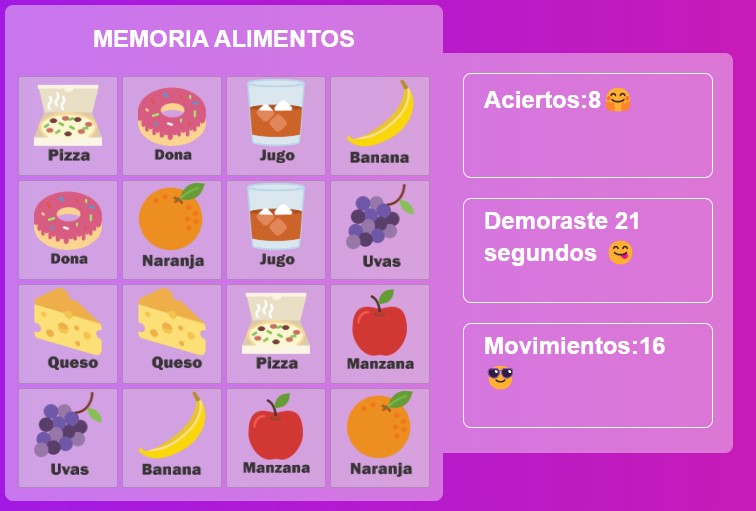 MEMORIA ALIMENTOS
Pizza
Dona
Jugo
Banana
Dona
Naranja
Jugo
Uvas
Queso
Queso
Pizza
Manzana
Uvas
Banana
Manzana
Naranja
Aciertos:8🤗
Demoraste 21
segundos 😋
Movimientos:16
😎